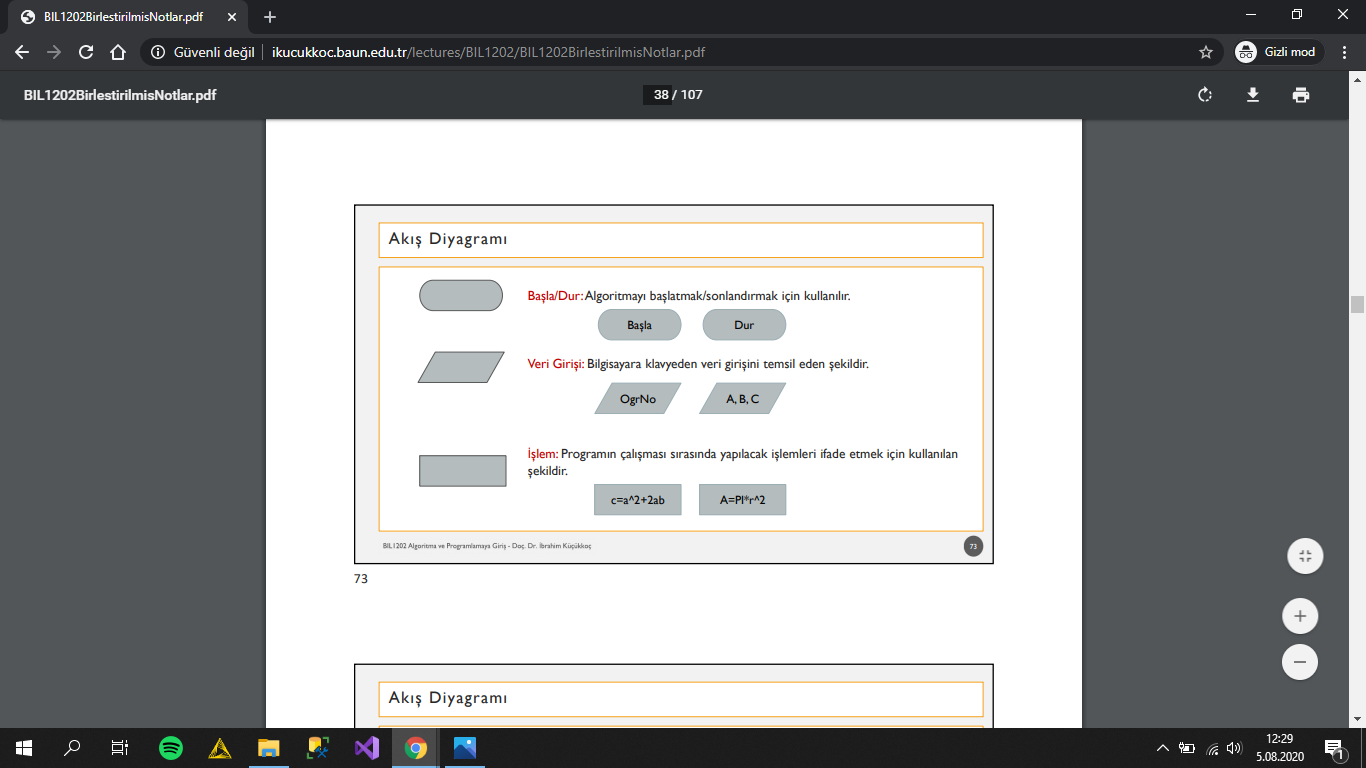 BIL1202BirlestirilmisNotlar.pdf
Güvenli değil
ikucukkoc.baun.edu.tr/lectures/BIL1202/BIL1202BirlestirilmisNotlar.pdf
Gizli mod
BIL1202BirlestirilmisNotlar.pdf
38 / 107
Akış Diyagramı
Başla/Dur: Algoritmayı başlatmak/sonlandırmak için kullanılır.
Başla
Dur
Veri Girişi: Bilgisayara klavyeden veri girişini temsil eden şekildir.
OgrNo
A, B, C
İşlem: Programın çalışması sırasında yapılacak işlemleri ifade etmek için kullanılan
şekildir.
c=a^2+2ab
A=PI*r^2
BIL1202 Algoritma ve Programlamaya Giriş - Doç. Dr. İbrahim Küçükkoç
73
73
Akış Diyagramı
12:29
5.08.2020
1